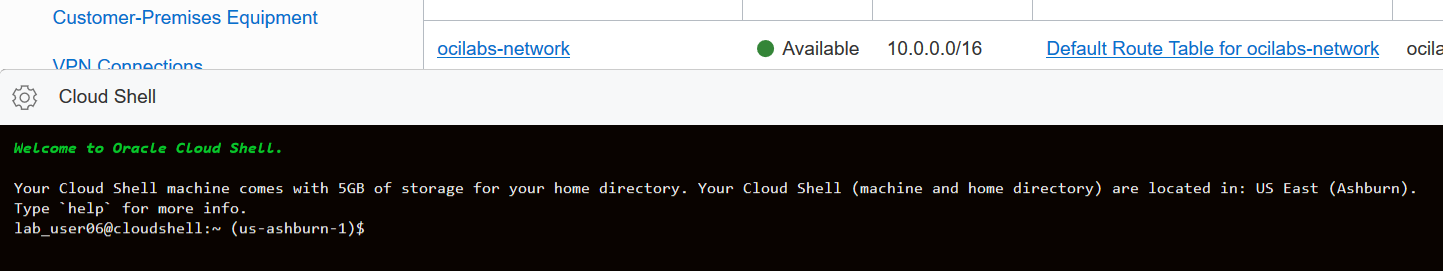 Customer-Premises Equipment
ocilabs-network Available 10.0.0.0/16 Default Route Table for ocilabs-network ocila
VPN Connections
Cloud Shell
Welcome to Oracle Cloud Shell.
Your Cloud Shell machine comes with 5GB of storage for your home directory. Your Cloud Shell (machine and home directory) are located in: US East (Ashburn).
Type `help` for more info.
lab_user06@cloudshell:~ (us-ashburn-1)$